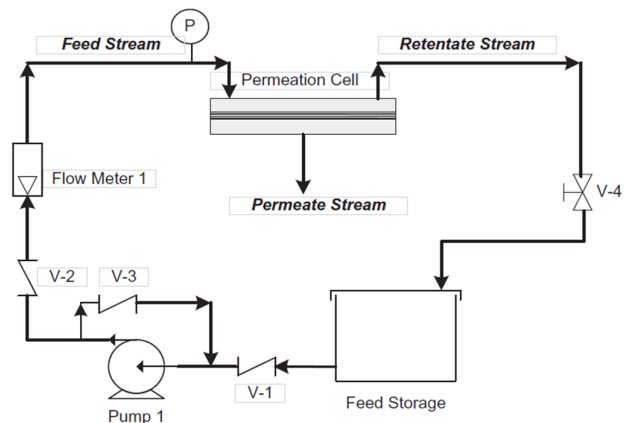 P
Feed Stream
Retentate Stream
Permeation Cell
Flow Meter 1
V-4
Permeate Stream
V-2
V-3
V-1
Feed Storage
Pump 1